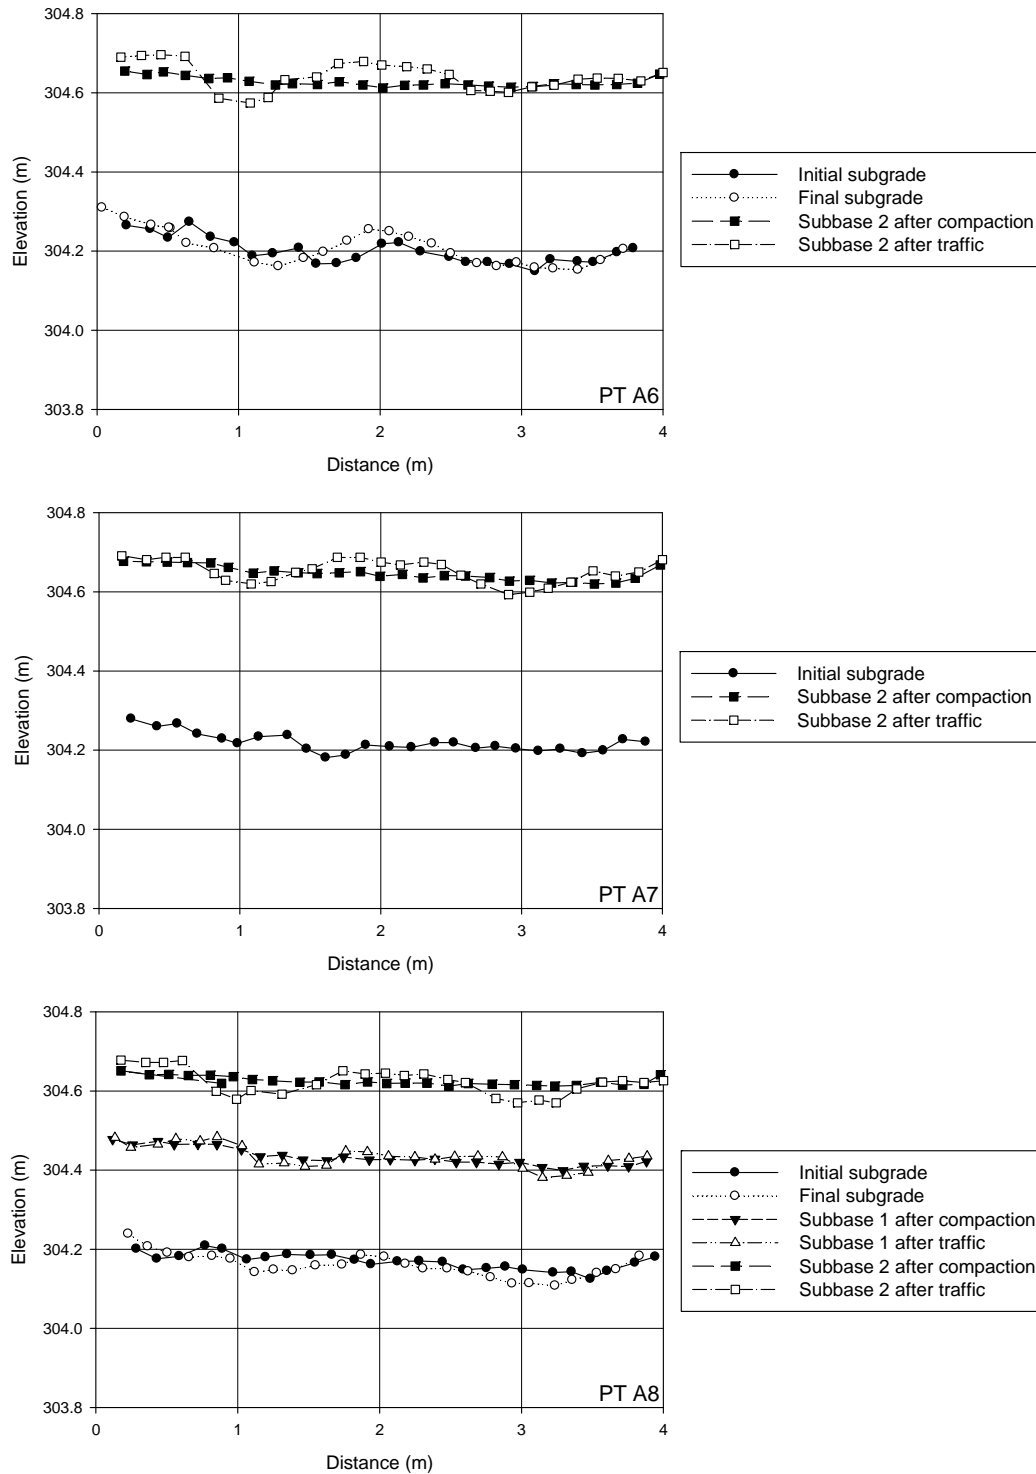 304.8
304.6
304.4
304.2
304.0
303.8
Elevation (m)
0 1 2 3 4
Distance (m)
PT A6
Initial subgrade
Final subgrade
Subbase 2 after compaction
Subbase 2 after traffic
304.8
304.6
304.4
304.2
304.0
303.8
Elevation (m)
0 1 2 3 4
Distance (m)
PT A7
Initial subgrade
Subbase 2 after compaction
Subbase 2 after traffic
304.8
304.6
304.4
304.2
304.0
303.8
Elevation (m)
0 1 2 3 4
Distance (m)
PT A8
Initial subgrade
Final subgrade
Subbase 1 after compaction
Subbase 1 after traffic
Subbase 2 after compaction
Subbase 2 after traffic